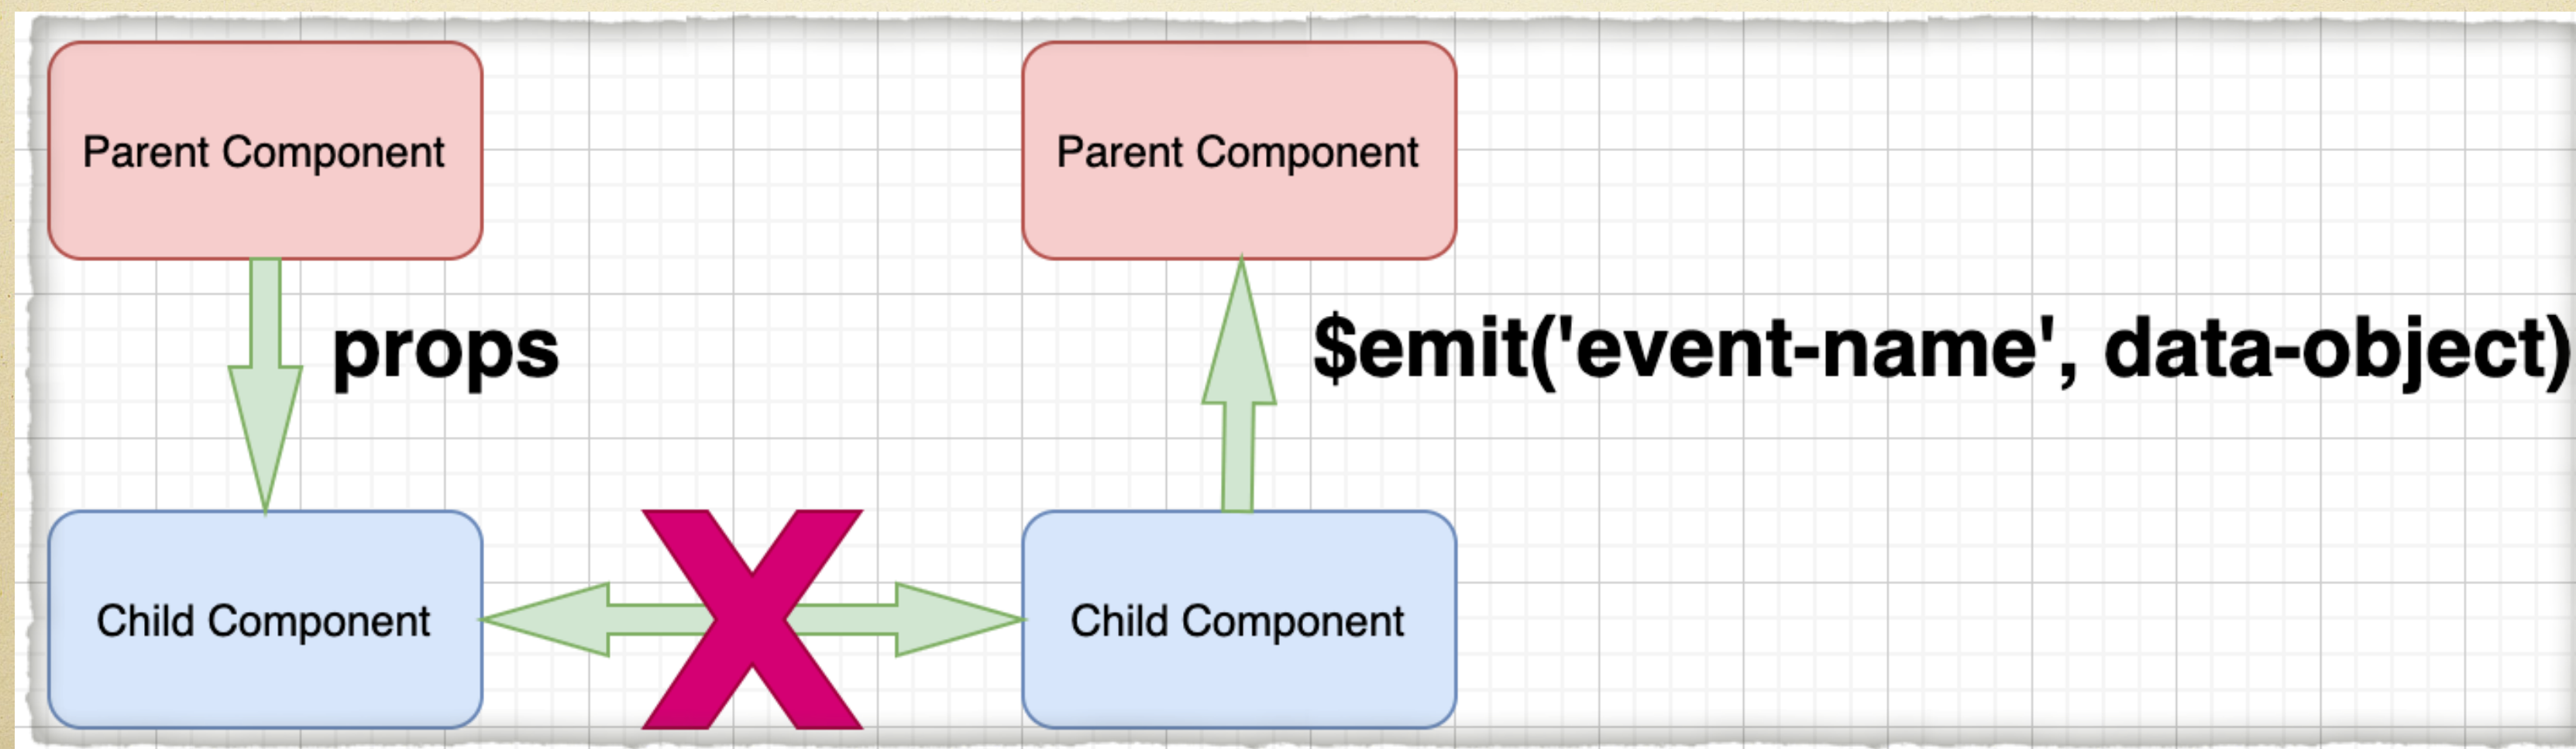 Parent Component
Parent Component
props
$emit('event-name', data-object)
X
Child Component
Child Component